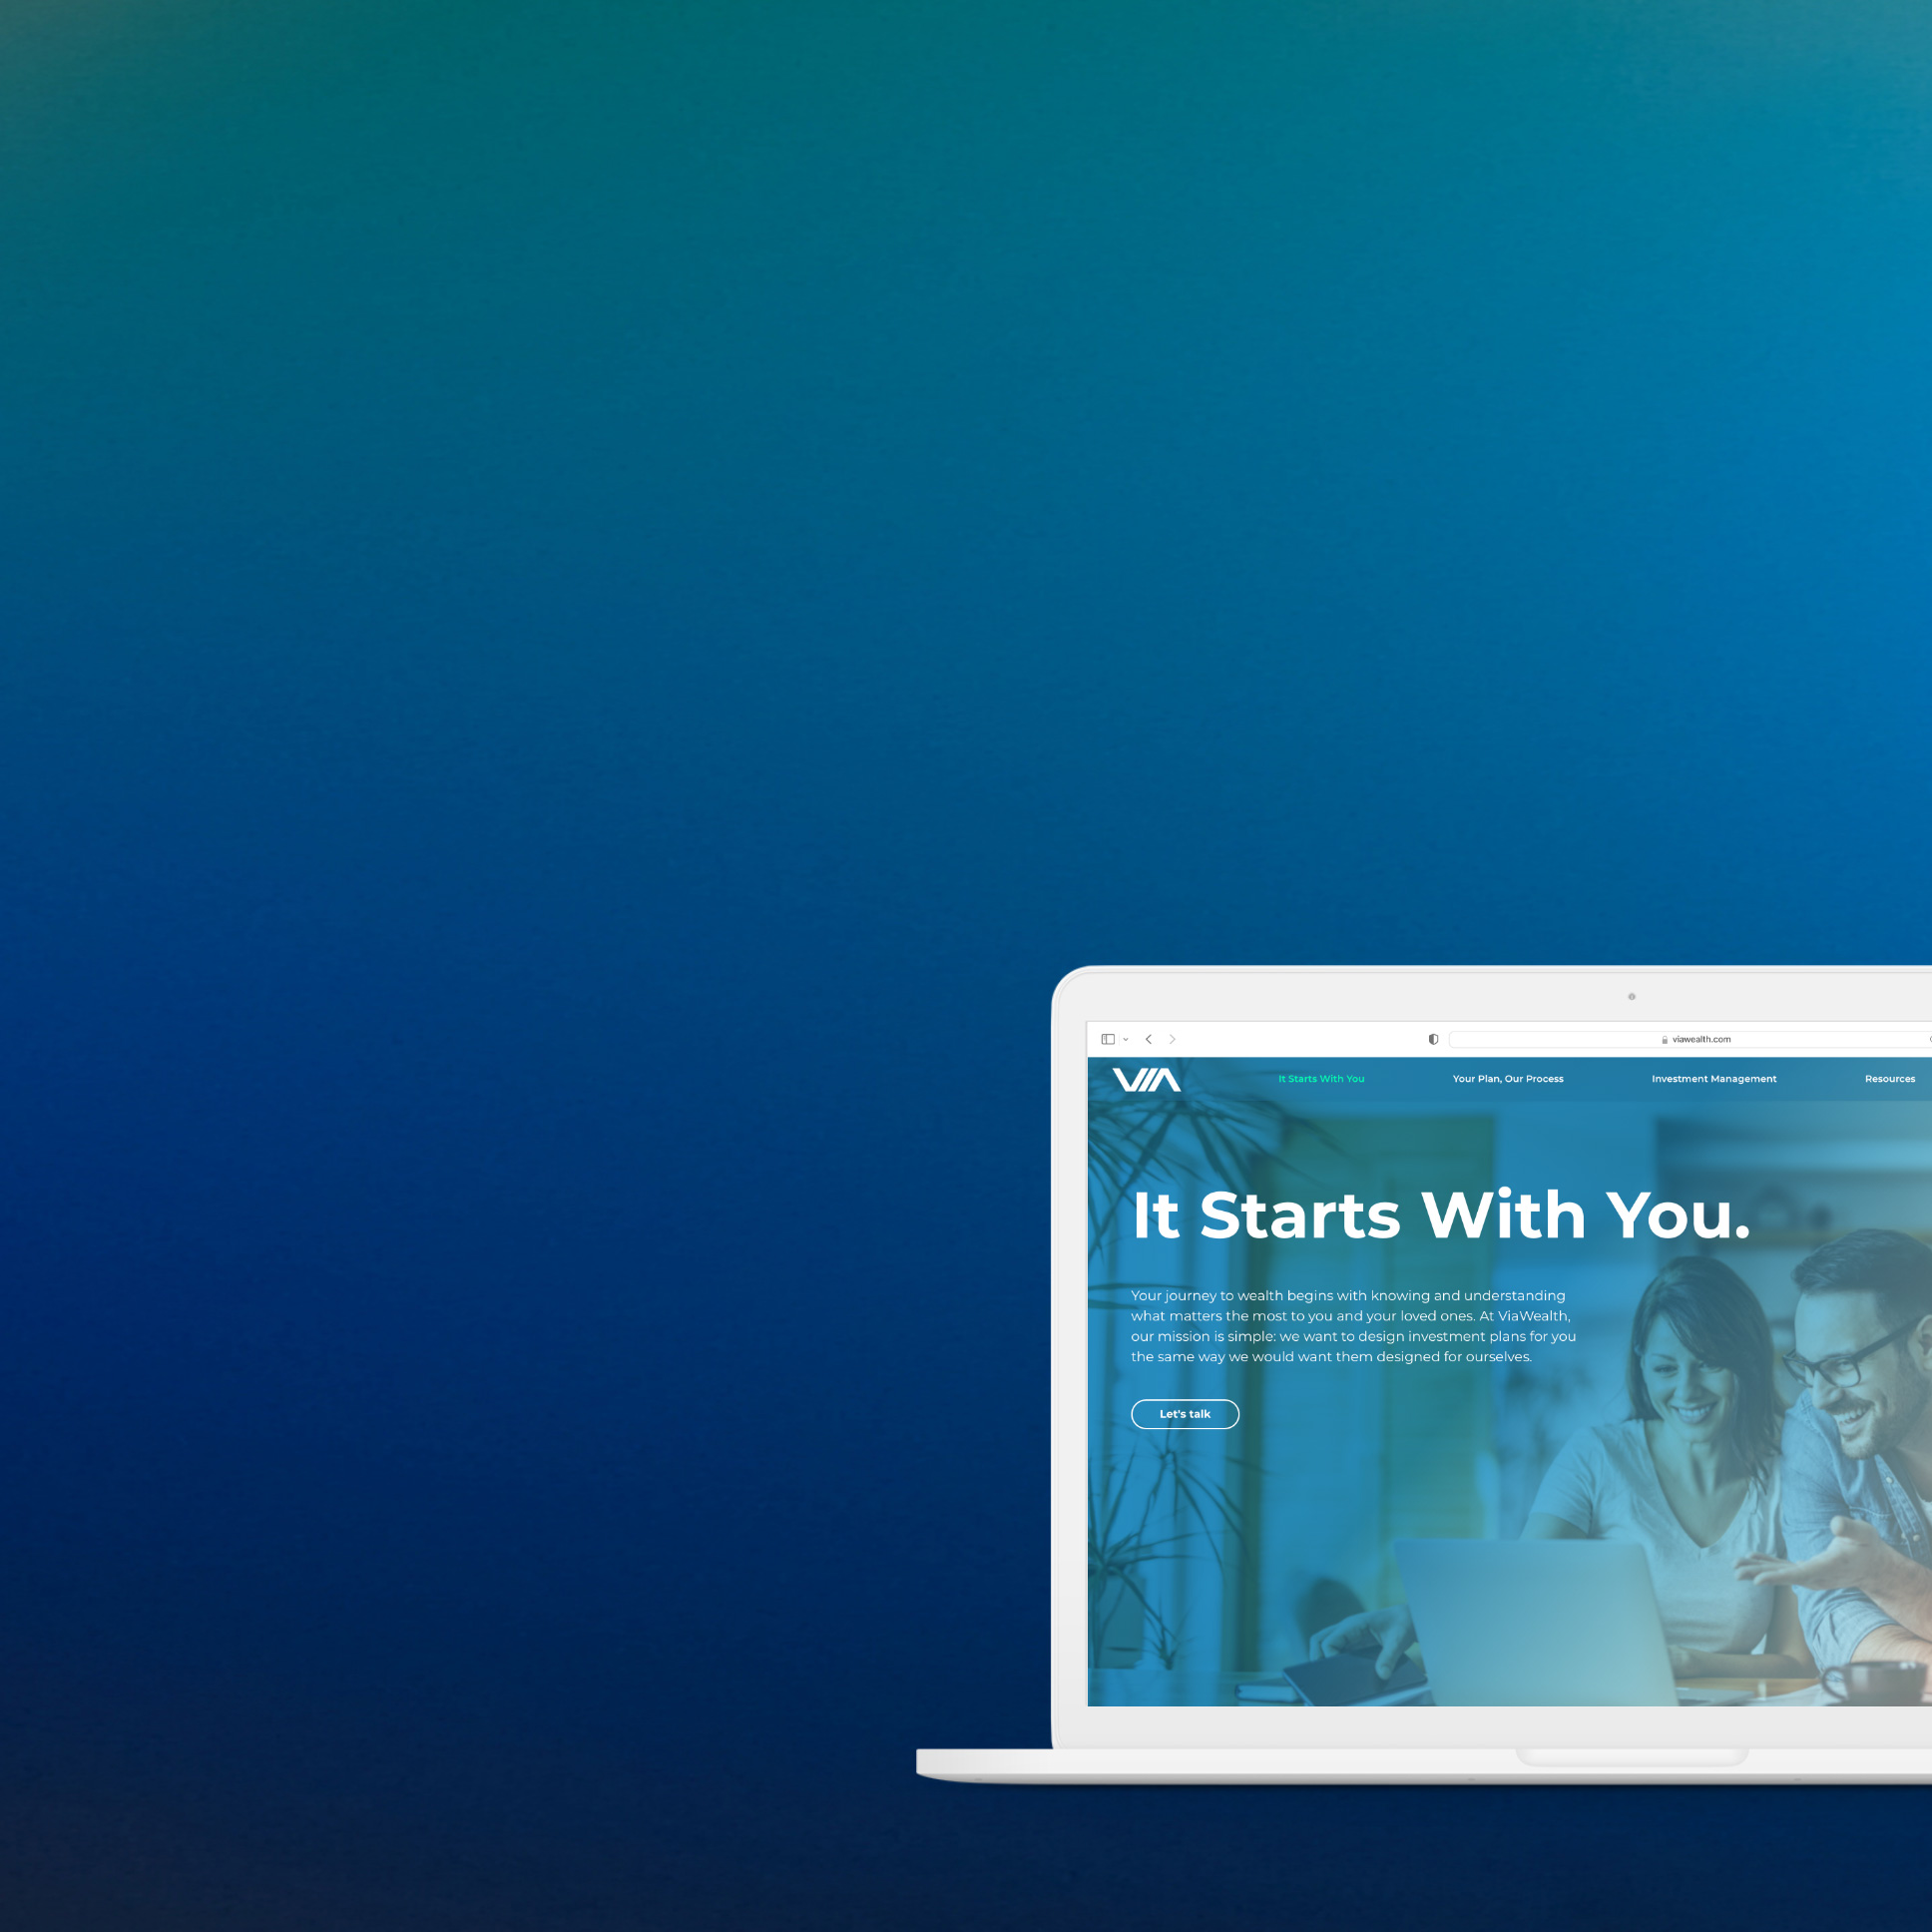 viawealth.com
VIA
It Starts With You
Your Plan, Our Process
Investment Management
Resources
It Starts With You.
Your journey to wealth begins with knowing and understanding
what matters the most to you and your loved ones. At ViaWealth,
our mission is simple: we want to design investment plans for you
the same way we would want them designed for ourselves.
Let's talk